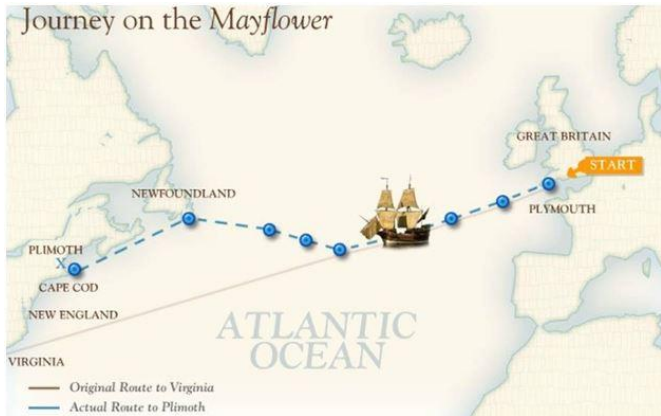 Journey on the Mayflower
GREAT BRITAIN
START
NEWFOUNDLAND
PLYMOUTH
PLIMOTH
X
CAPE COD
NEW ENGLAND
ATLANTIC
OCEAN
VIRGINIA
Original Route to Virginia
Actual Route to Plimoth